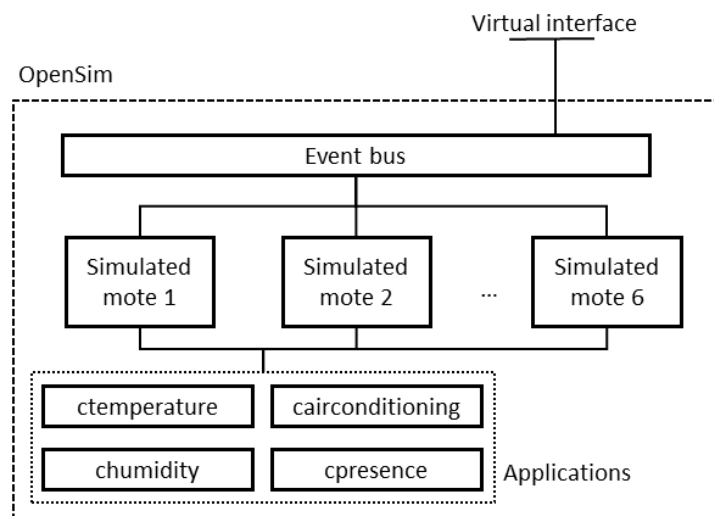 Virtual interface
OpenSim
Event bus
Simulated
mote 1
Simulated
mote 2
...
Simulated
mote 6
ctemperature
cairconditioning
chumidity
cpresence
Applications